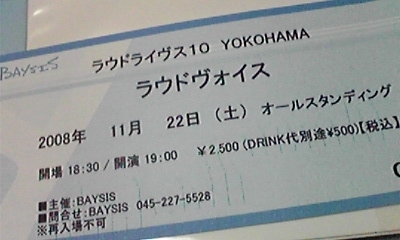 BAYSIS
ラウドライヴス10 YOKOHAMA
ラウドヴォイス
2008年 11月 22日 (土) オールスタンディング
開場 18:30 / 開演 19:00 ¥2,500 (DRINK代別途¥500)【税込】
■主催:BAYSIS
■問合せ:BAYSIS 045-227-5528
※再入場不可